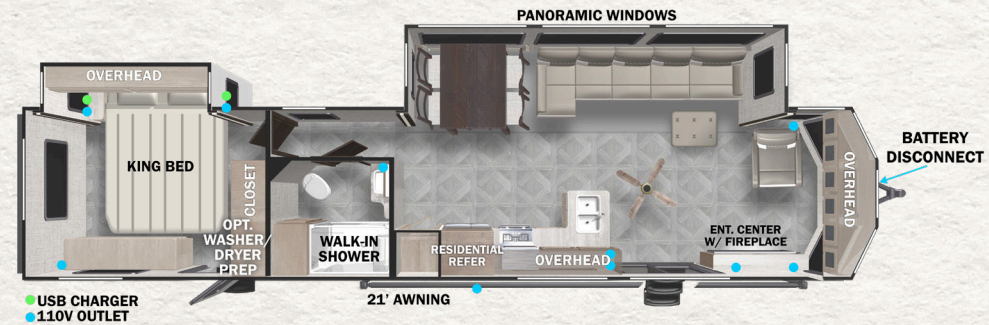 PANORAMIC WINDOWS
OVERHEAD
KING BED
CLOSET
OPT.
WASHER/
DRYER
PREP
WALK-IN
SHOWER
RESIDENTIAL
REFER
OVERHEAD
ENT. CENTER
W/ FIREPLACE
OVERHEAD
BATTERY
DISCONNECT
21' AWNING
USB CHARGER
110V OUTLET